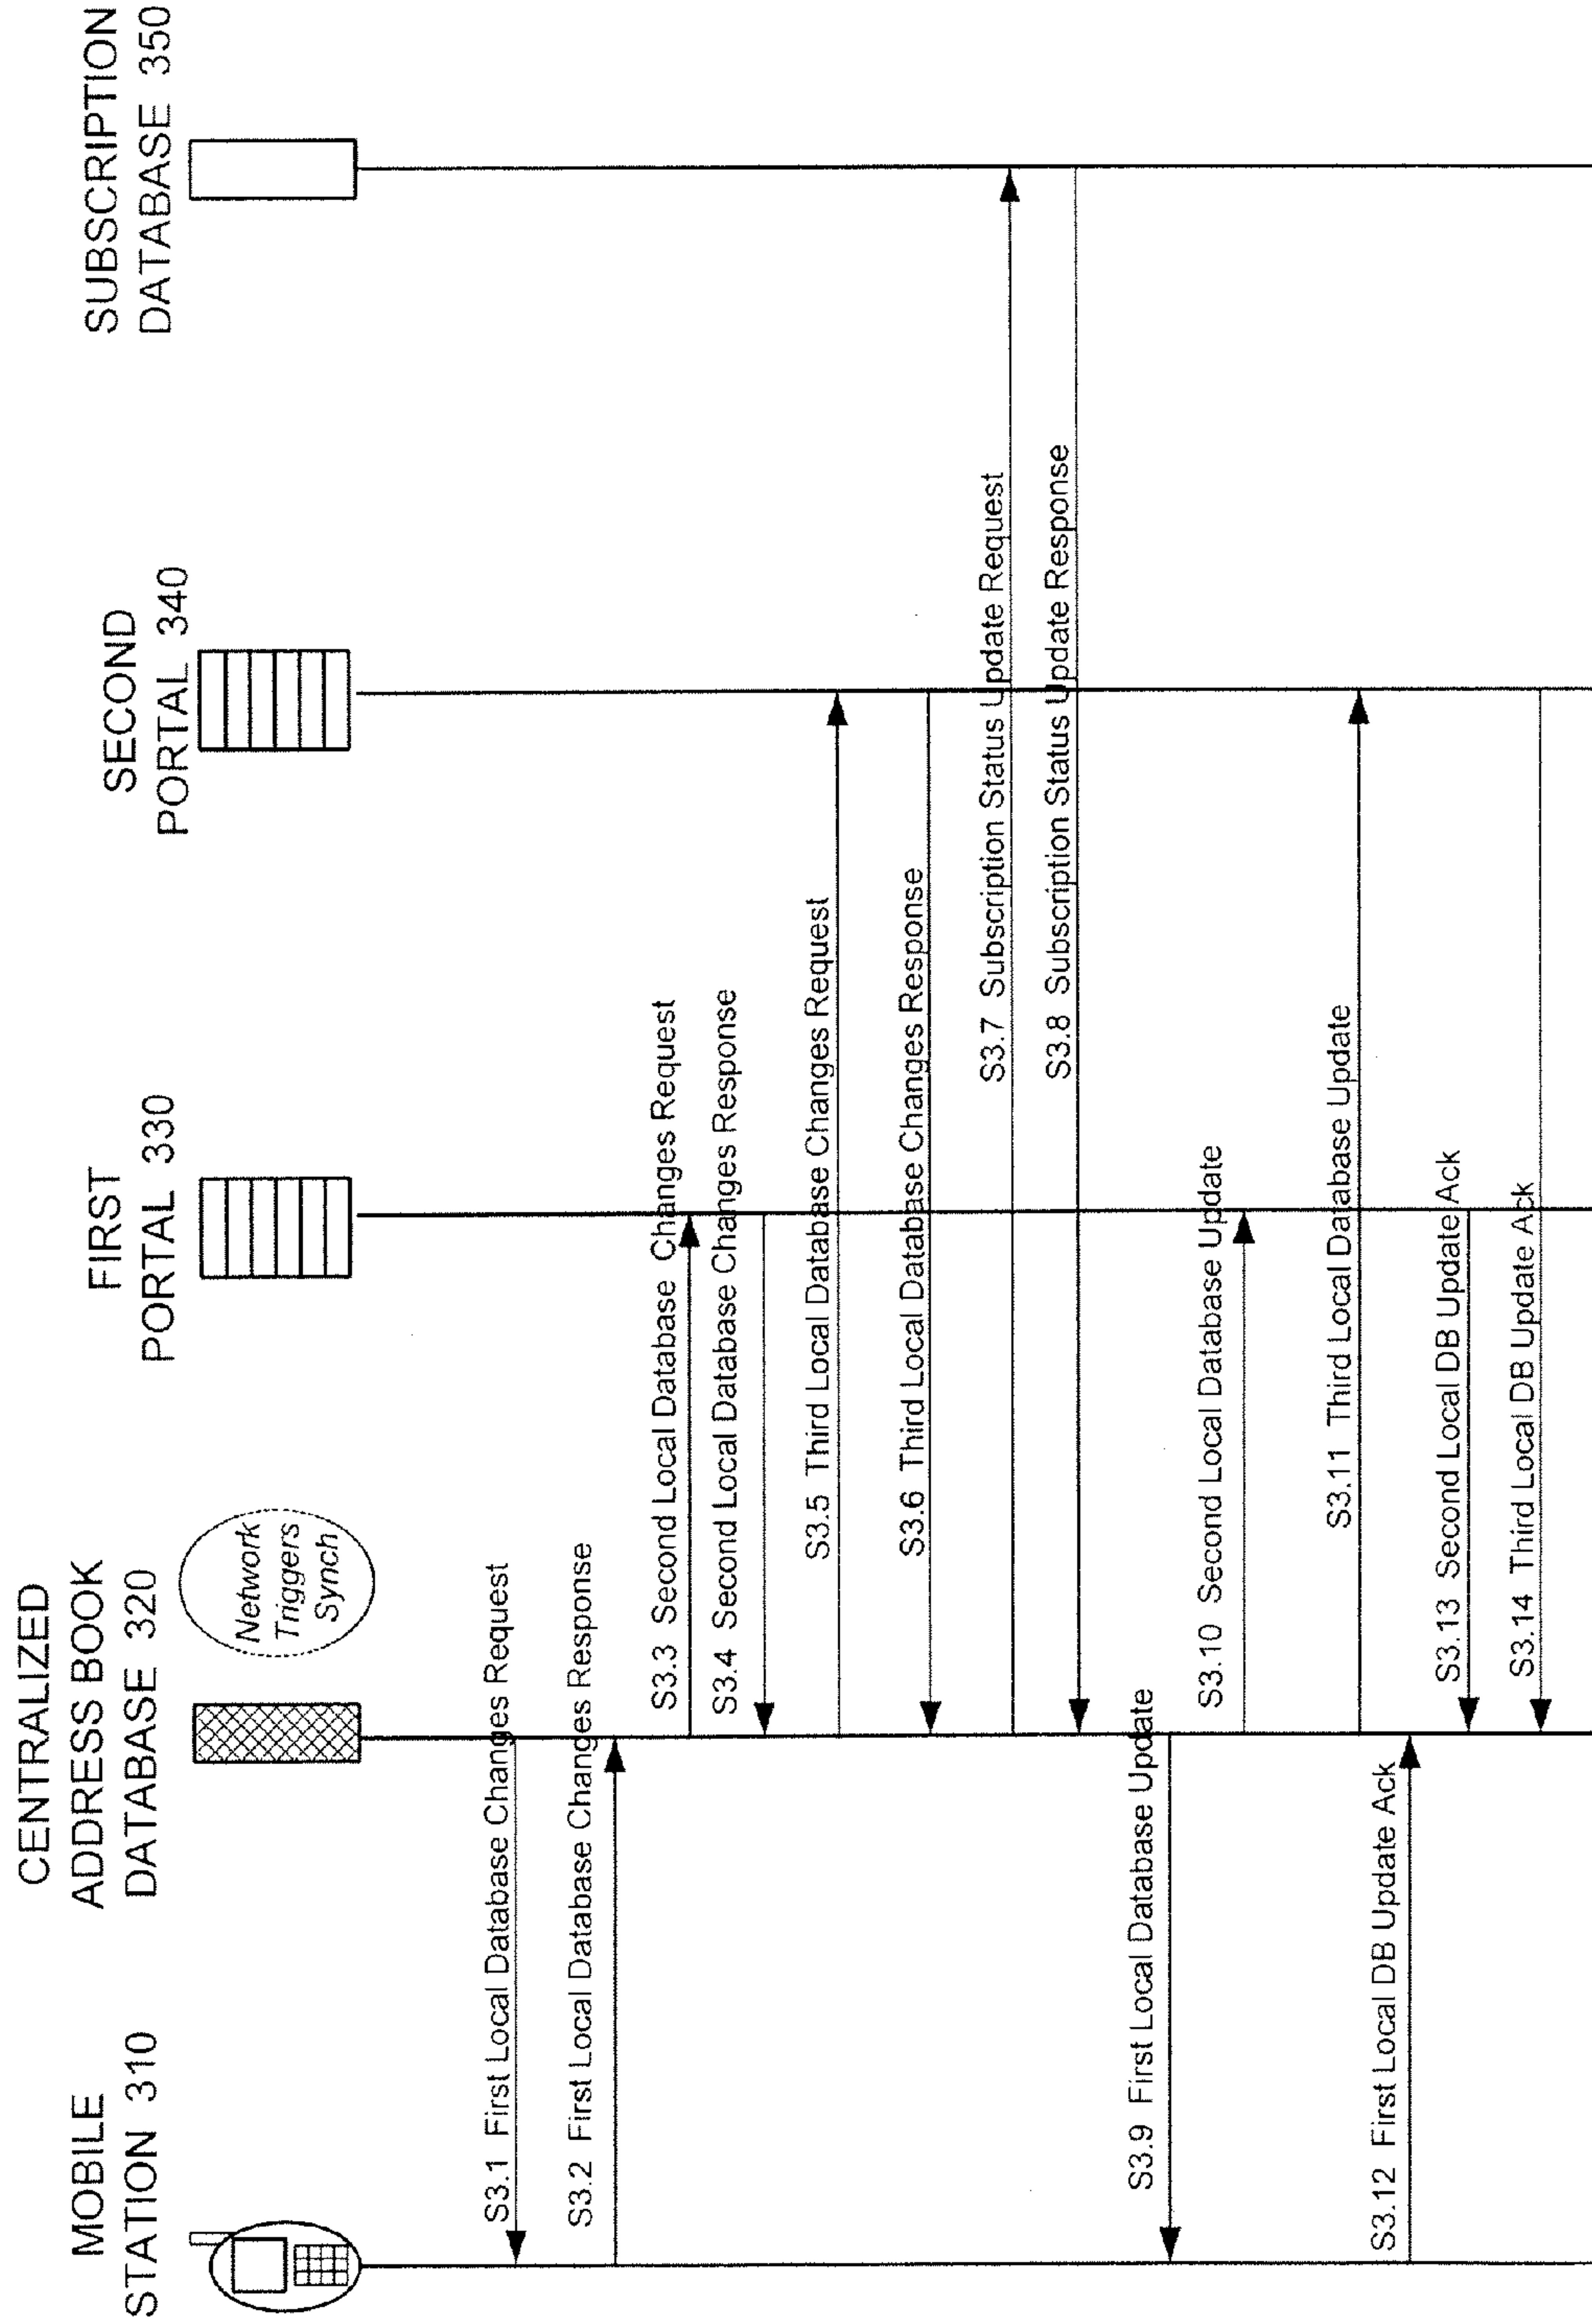 MOBILE
STATION 310
CENTRALIZED
ADDRESS BOOK
DATABASE 320
Network
Triggers
Synch
FIRST
PORTAL 330
SECOND
PORTAL 340
SUBSCRIPTION
DATABASE 350
S3.1 First Local Database Changes Request
S3.2 First Local Database Changes Response
S3.3 Second Local Database Changes Request
S3.4 Second Local Database Changes Response
S3.5 Third Local Database Changes Request
S3.6 Third Local Database Changes Response
S3.7 Subscription Status Update Request
S3.8 Subscription Status Update Response
S3.9 First Local Database Update
S3.10 Second Local Database Update
S3.11 Third Local Database Update
S3.12 First Local DB Update Ack
S3.13 Second Local DB Update Ack
S3.14 Third Local DB Update Ack